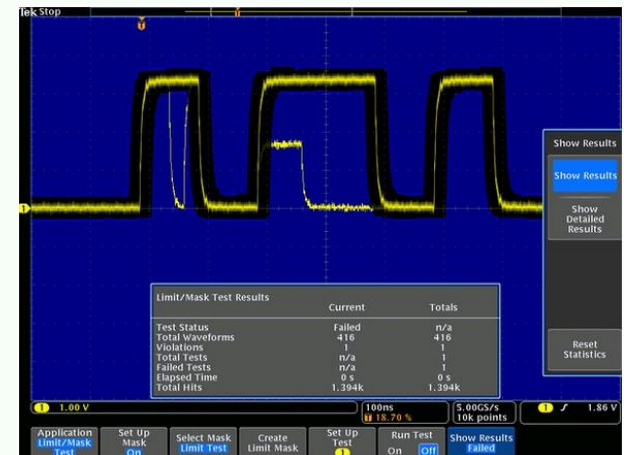 Tek Stop
Show Results
Show Results
Show
Detailed
Results
Limit/Mask Test Results
Current Totals
Test Status Failed n/a
Total Waveforms 416 416
Violations 1 1
Total Tests n/a 1
Failed Tests n/a 1
Elapsed Time 0 s 0 s
Total Hits 1.394k 1.394k
Reset
Statistics
1 1.00 V 100ns 5.00GS/s 1 1.86 V
18.70 % 10k points
Application
Limit/Mask
Test
Set Up
Mask
On
Select Mask
Limit Test
Create
Limit Mask
Set Up
Test
1
Run Test
On Off
Show Results
Failed